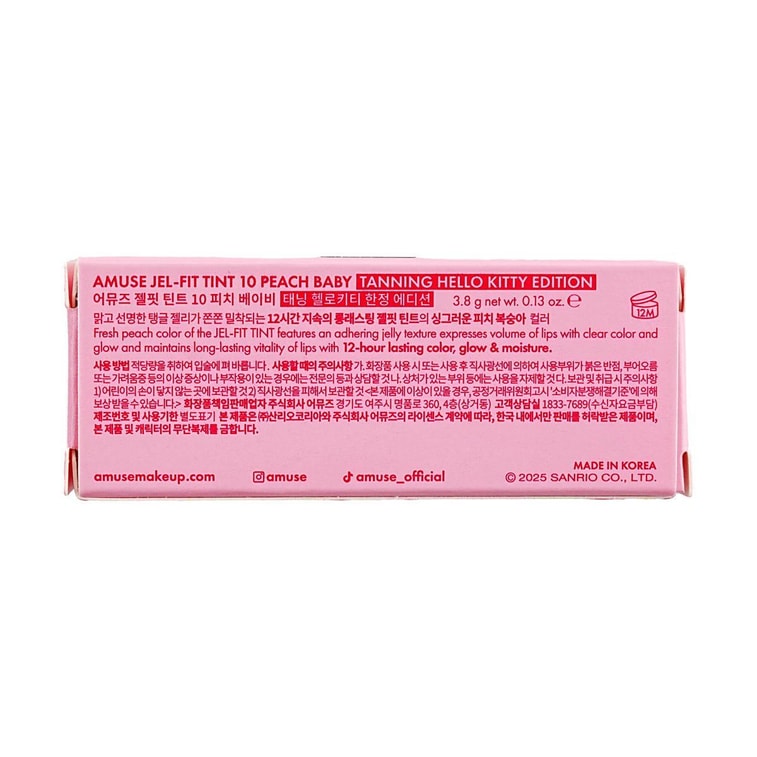 AMUSE JEL-FIT TINT 10 PEACH BABY TANNING HELLO KITTY EDITION
어뮤즈 젤핏 틴트 10 피치 베이비 태닝 헬로키티 한정 에디션 3.8 g net wt. 0.13 oz. ℮
12M
맑고 선명한 탱글 젤리가 쫀쫀 밀착되는 12시간 지속의 롱래스팅 젤핏 틴트의 싱그러운 피치 복숭아 컬러
Fresh peach color of the JEL-FIT TINT features an adhering jelly texture expresses volume of lips with clear color and
glow and maintains long-lasting vitality of lips with 12-hour lasting color, glow & moisture.
사용 방법 적당량을 취하여 입술에 펴 바릅니다. 사용할 때의 주의사항 가. 화장품 사용 시 또는 사용 후 직사광선에 의하여 사용부위가 붉은 반점, 부어오름
또는 가려움증 등의 이상 증상이나 부작용이 있는 경우에는 전문의 등과 상담할 것 나. 상처가 있는 부위 등에는 사용을 자제할 것 다. 보관 및 취급 시 주의사항
1) 어린이의 손이 닿지 않는 곳에 보관할 것 2) 직사광선을 피해서 보관할 것 <본 제품에 이상이 있을 경우, 공정거래위원회고시 '소비자분쟁해결기준'에 의해
보상 받을 수 있습니다.> 화장품책임판매업자 주식회사 어뮤즈 경기도 여주시 명품로 360, 4층(상거동) 고객상담실 1833-7689(수신자요금부담)
제조번호 및 사용기한 별도표기 본 제품은 ㈜산리오코리아와 주식회사 어뮤즈의 라이센스 계약에 따라, 한국 내에서만 판매를 허락받은 제품이며,
본 제품 및 캐릭터의 무단복제를 금합니다.
MADE IN KOREA
amusemakeup.com amuse amuse_official © 2025 SANRIO CO., LTD.